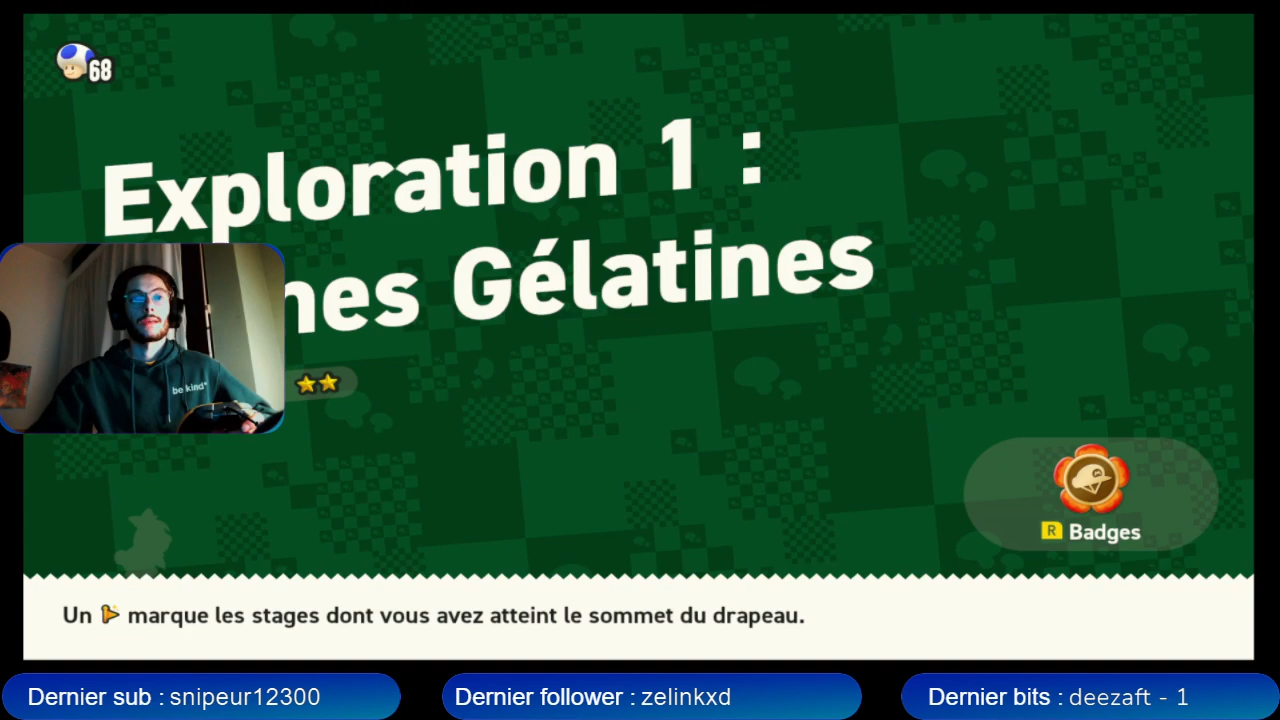 68
Exploration 1 :
Gélatines
be kind*
R Badges
Un marque les stages dont vous avez atteint le sommet du drapeau.
Dernier sub : snipeur12300
Dernier follower : zelinkxd
Dernier bits : deezaft - 1